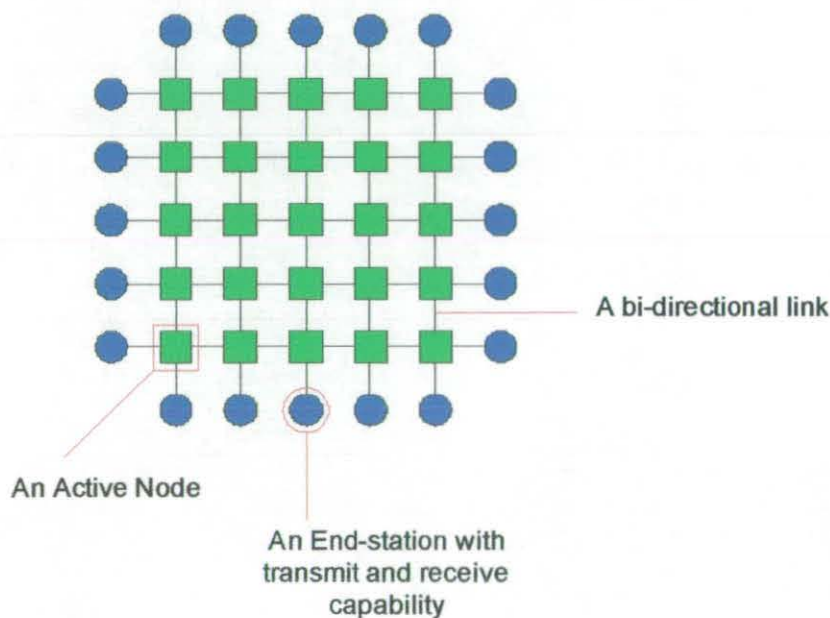 A bi-directional link
An Active Node
An End-station with
transmit and receive
capability